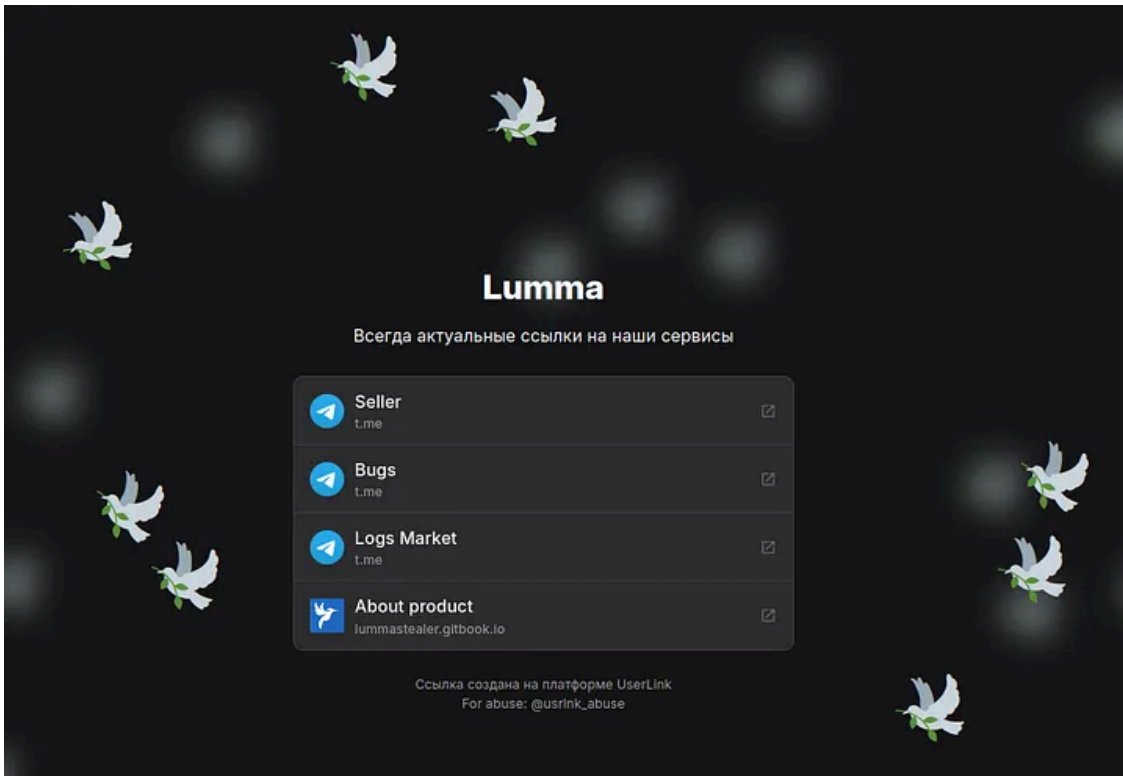 Lumma
Всегда актуальные ссылки на наши сервисы
Seller
t.me
Bugs
t.me
Logs Market
t.me
About product
lummastealer.gitbook.io
Ссылка создана на платформе UserLink
For abuse: @usrlnk_abuse